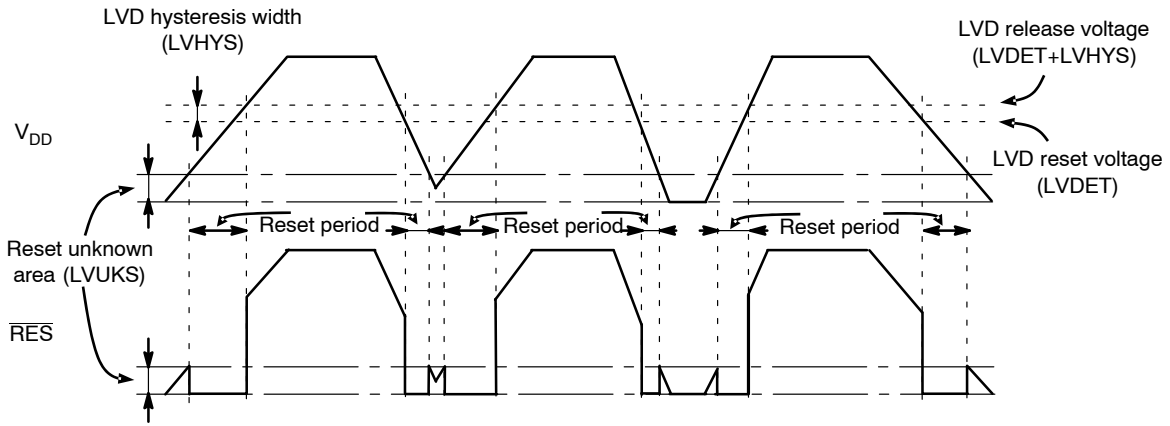 LVD hysteresis width
(LVHYS)
LVD release voltage
(LVDET+LVHYS)
VDD
LVD reset voltage
(LVDET)
Reset period
Reset period
Reset period
Reset unknown
area (LVUKS)
RES